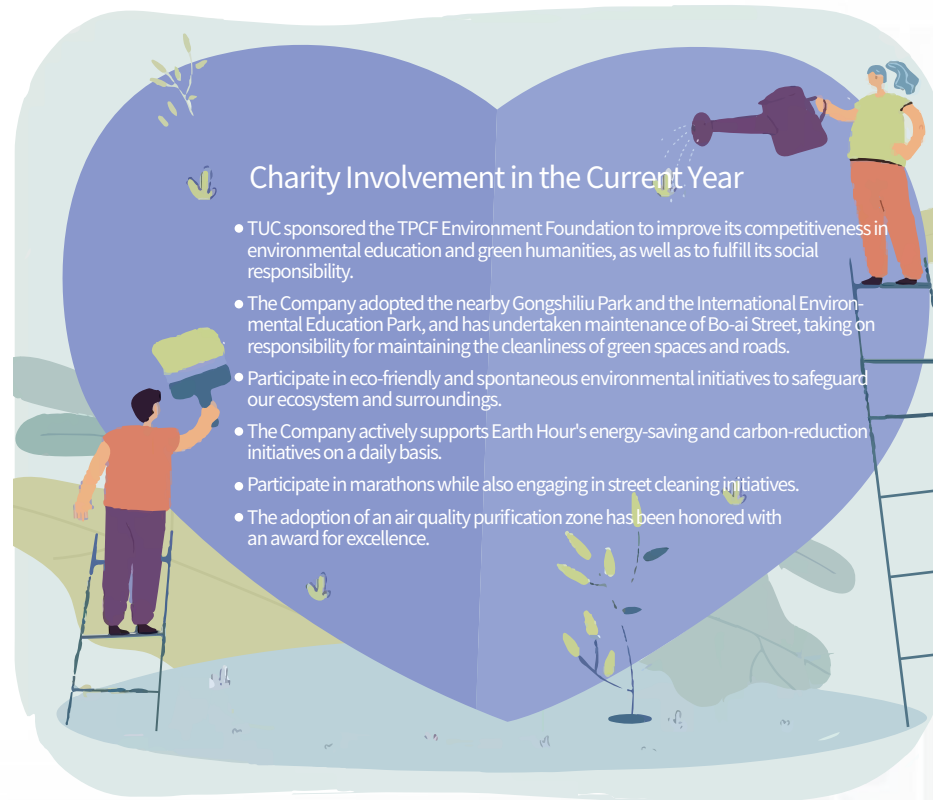 Charity Involvement in the Current Year
● TUC sponsored the TPCF Environment Foundation to improve its competitiveness in
environmental education and green humanities, as well as to fulfill its social
responsibility.
● The Company adopted the nearby Gongshiliu Park and the International Environ-
mental Education Park, and has undertaken maintenance of Bo-ai Street, taking on
responsibility for maintaining the cleanliness of green spaces and roads.
● Participate in eco-friendly and spontaneous environmental initiatives to safeguard
our ecosystem and surroundings.
● The Company actively supports Earth Hour's energy-saving and carbon-reduction
initiatives on a daily basis.
● Participate in marathons while also engaging in street cleaning initiatives.
● The adoption of an air quality purification zone has been honored with
an award for excellence.